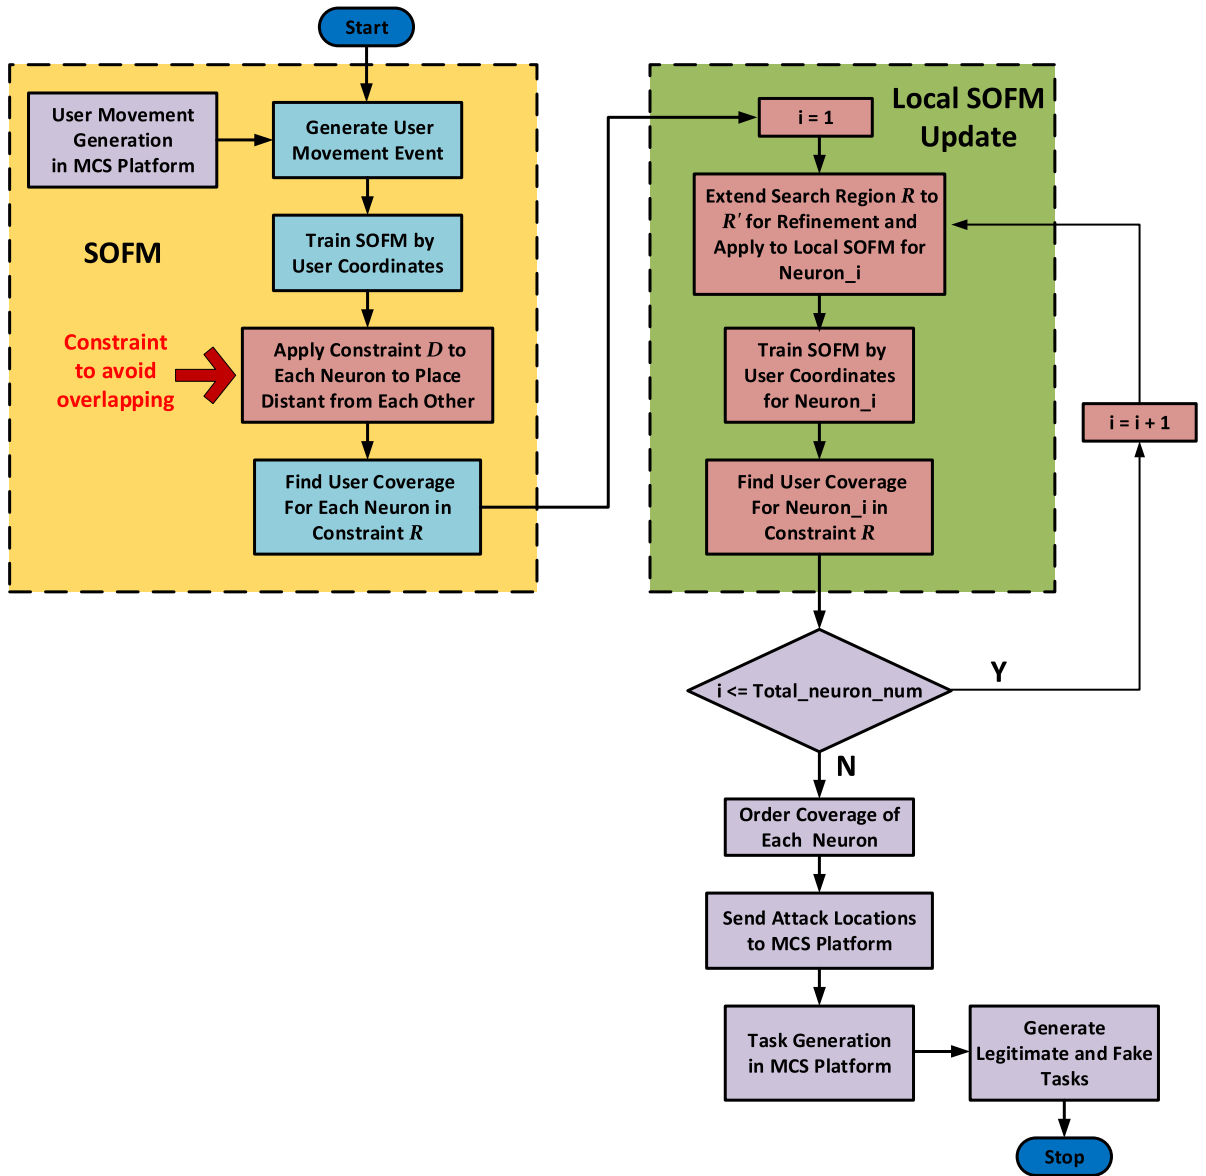 Start
User Movement
Generation
in MCS Platform
Generate User
Movement Event
SOFM
Train SOFM by
User Coordinates
Constraint
to avoid
overlapping
Apply Constraint D to
Each Neuron to Place
Distant from Each Other
Find User Coverage
For Each Neuron in
Constraint R
Local SOFM
Update
i = 1
Extend Search Region R to
R' for Refinement and
Apply to Local SOFM for
Neuron_i
Train SOFM by
User Coordinates
for Neuron_i
i = i + 1
Find User Coverage
For Neuron_i in
Constraint R
i <= Total_neuron_num
Y
N
Order Coverage of
Each Neuron
Send Attack Locations
to MCS Platform
Task Generation
in MCS Platform
Generate
Legitimate and Fake
Tasks
Stop